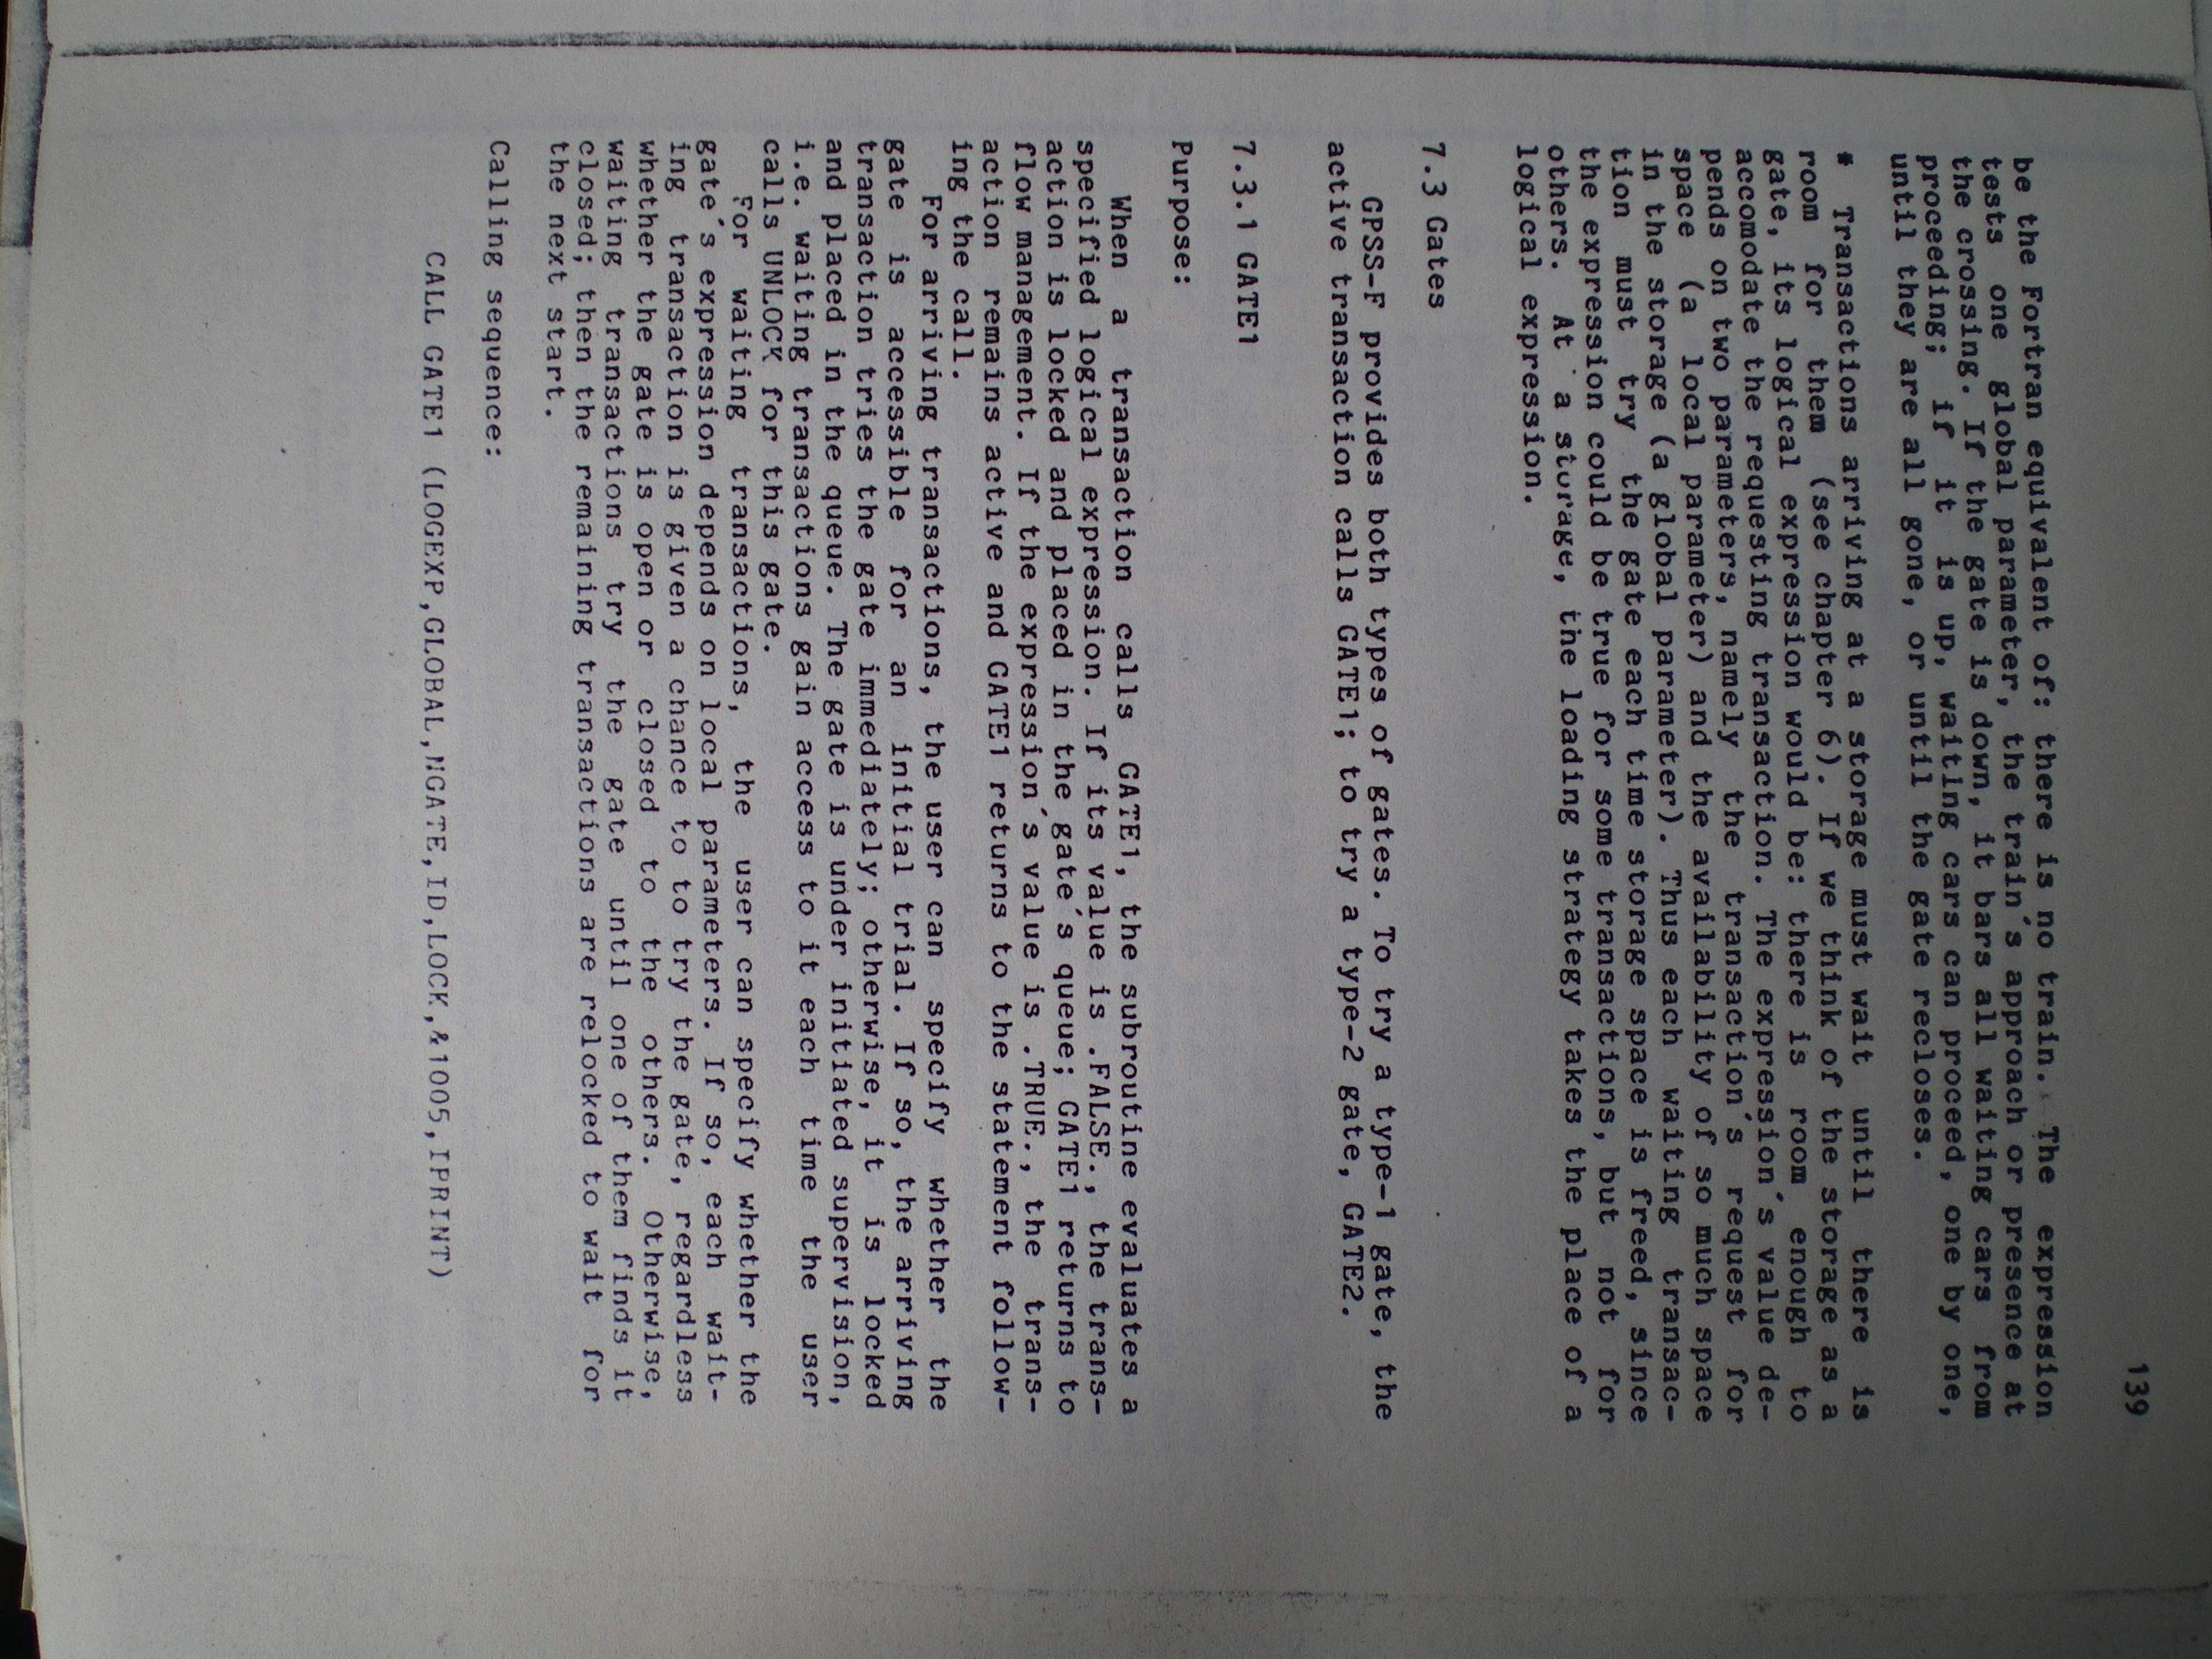 139
be the Fortran equivalent of: there is no train. The expression
tests one global parameter, the train´s approach or presence at
the crossing. If the gate is down, it bars all waiting cars from
proceeding; if it is up, waiting cars can proceed, one by one,
until they are all gone, or until the gate recloses.
* Transactions arriving at a storage must wait until there is
room for them (see chapter 6). If we think of the storage as a
gate, its logical expression would be: there is room enough to
accomodate the requesting transaction. The expression´s value de-
pends on two parameters, namely the transaction´s request for
space (a local parameter) and the availability of so much space
in the storage (a global parameter). Thus each waiting transac-
tion must try the gate each time storage space is freed, since
the expression could be true for some transactions, but not for
others. At a storage, the loading strategy takes the place of a
logical expression.
7.3 Gates
GPSS-F provides both types of gates. To try a type-1 gate, the
active transaction calls GATE1; to try a type-2 gate, GATE2.
7.3.1 GATE1
Purpose:
When a transaction calls GATE1, the subroutine evaluates a
specified logical expression. If its value is .FALSE., the trans-
action is locked and placed in the gate´s queue; GATE1 returns to
flow management. If the expression´s value is .TRUE., the trans-
action remains active and GATE1 returns to the statement follow-
ing the call.
For arriving transactions, the user can specify whether the
gate is accessible for an initial trial. If so, the arriving
transaction tries the gate immediately; otherwise, it is locked
and placed in the queue. The gate is under initiated supervision,
i.e. waiting transactions gain access to it each time the user
calls UNLOCK for this gate.
For waiting transactions, the user can specify whether the
gate´s expression depends on local parameters. If so, each wait-
ing transaction is given a chance to to try the gate, regardless
whether the gate is open or closed to the others. Otherwise,
waiting transactions try the gate until one of them finds it
closed; then the remaining transactions are relocked to wait for
the next start.
Calling sequence:
CALL GATE1 (LOGEXP,GLOBAL,NGATE,ID,LOCK,&1005,IPRINT)